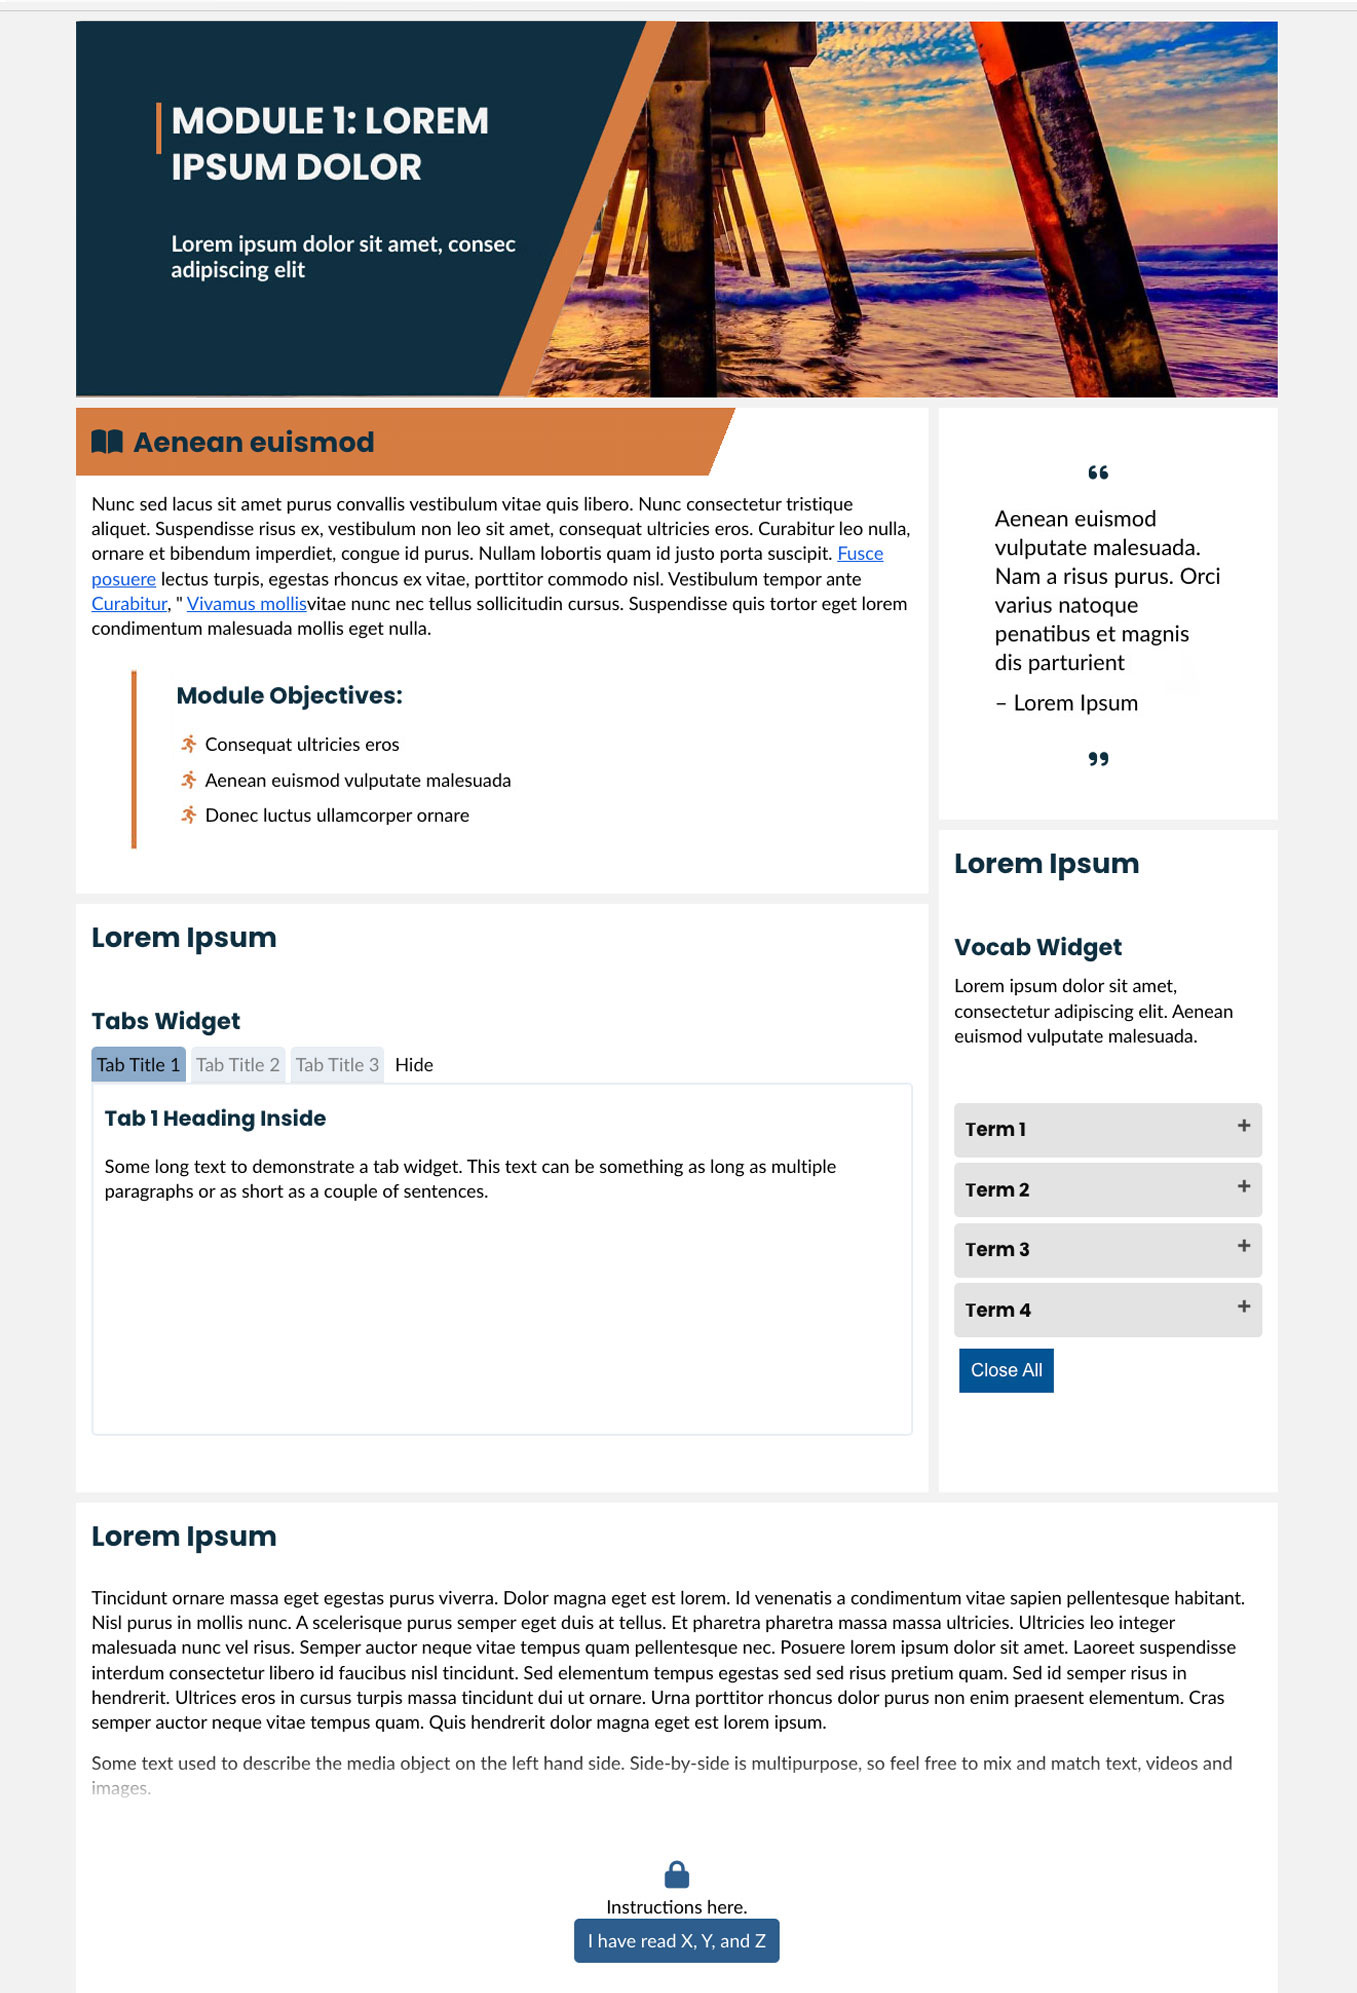 MODULE 1: LOREM
IPSUM DOLOR
Lorem ipsum dolor sit amet, consec
adipiscing elit
Aenean euismod
Nunc sed lacus sit amet purus convallis vestibulum vitae quis libero. Nunc consectetur tristique
aliquet. Suspendisse risus ex, vestibulum non leo sit amet, consequat ultricies eros. Curabitur leo nulla,
ornare et bibendum imperdiet, congue id purus. Nullam lobortis quam id justo porta suscipit. Fusce
posuere lectus turpis, egestas rhoncus ex vitae, porttitor commodo nisl. Vestibulum tempor ante
Curabitur, " Vivamus mollisvitae nunc nec tellus sollicitudin cursus. Suspendisse quis tortor eget lorem
condimentum malesuada mollis eget nulla.
Module Objectives:
Consequat ultricies eros
Aenean euismod vulputate malesuada
Donec luctus ullamcorper ornare
“
Aenean euismod
vulputate malesuada.
Nam a risus purus. Orci
varius natoque
penatibus et magnis
dis parturient
– Lorem Ipsum
”
Lorem Ipsum
Tabs Widget
Tab Title 1 Tab Title 2 Tab Title 3 Hide
Tab 1 Heading Inside
Some long text to demonstrate a tab widget. This text can be something as long as multiple
paragraphs or as short as a couple of sentences.
Lorem Ipsum
Vocab Widget
Lorem ipsum dolor sit amet,
consectetur adipiscing elit. Aenean
euismod vulputate malesuada.
Term 1 +
Term 2 +
Term 3 +
Term 4 +
Close All
Lorem Ipsum
Tincidunt ornare massa eget egestas purus viverra. Dolor magna eget est lorem. Id venenatis a condimentum vitae sapien pellentesque habitant.
Nisl purus in mollis nunc. A scelerisque purus semper eget duis at tellus. Et pharetra pharetra massa massa ultricies. Ultricies leo integer
malesuada nunc vel risus. Semper auctor neque vitae tempus quam pellentesque nec. Posuere lorem ipsum dolor sit amet. Laoreet suspendisse
interdum consectetur libero id faucibus nisl tincidunt. Sed elementum tempus egestas sed sed risus pretium quam. Sed id semper risus in
hendrerit. Ultrices eros in cursus turpis massa tincidunt dui ut ornare. Urna porttitor rhoncus dolor purus non enim praesent elementum. Cras
semper auctor neque vitae tempus quam. Quis hendrerit dolor magna eget est lorem ipsum.
Some text used to describe the media object on the left hand side. Side-by-side is multipurpose, so feel free to mix and match text, videos and
images.
Instructions here.
I have read X, Y, and Z